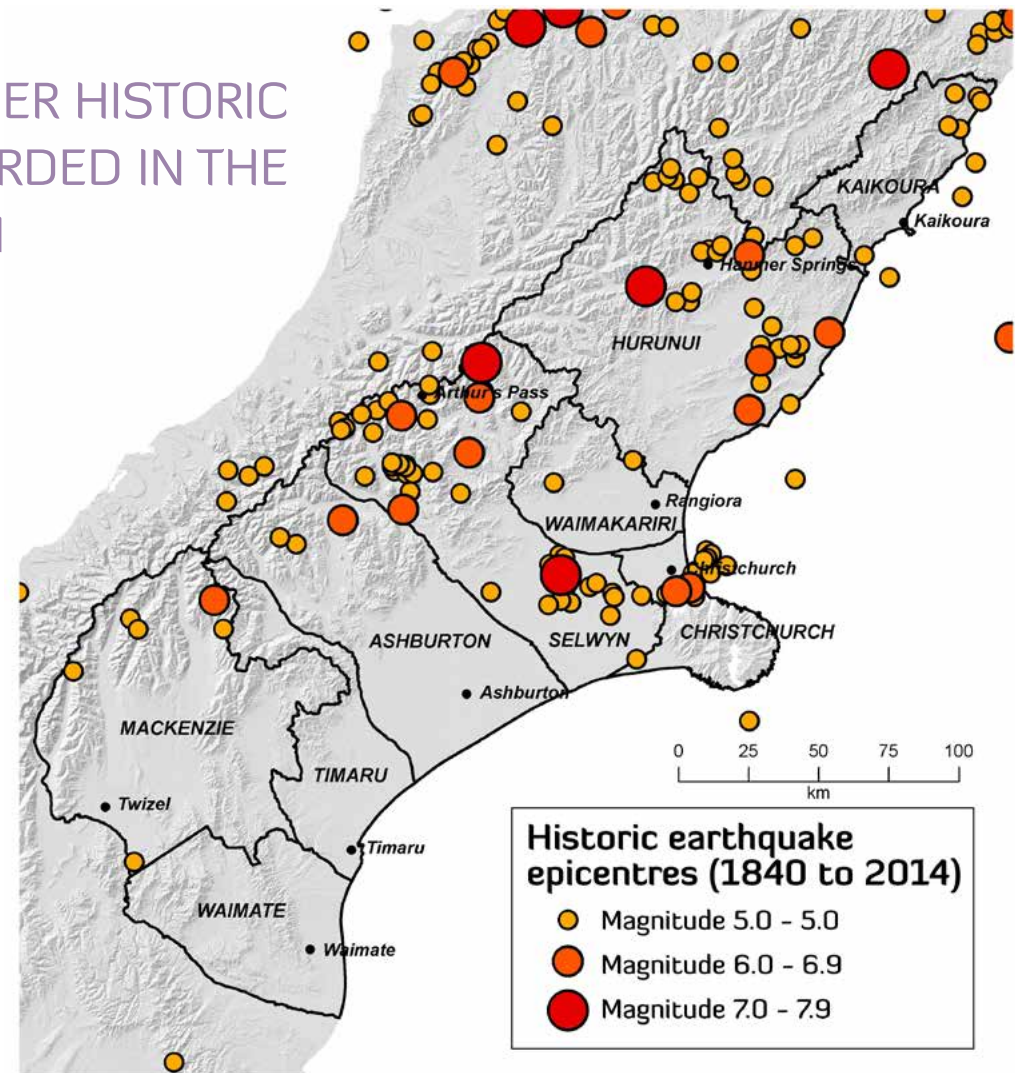 ER HISTORIC
RDED IN THE
KAIKOURA
Kaikoura
Hanmer Springs
HURUNUI
Arthur's Pass
Rangiora
WAIMAKARIRI
Christchurch
CHRISTCHURCH
SELWYN
ASHBURTON
Ashburton
MACKENZIE
TIMARU
Twizel
Timaru
WAIMATE
Waimate
0 25 50 75 100
km
Historic earthquake
epicentres (1840 to 2014)
Magnitude 5.0 - 5.0
Magnitude 6.0 - 6.9
Magnitude 7.0 - 7.9